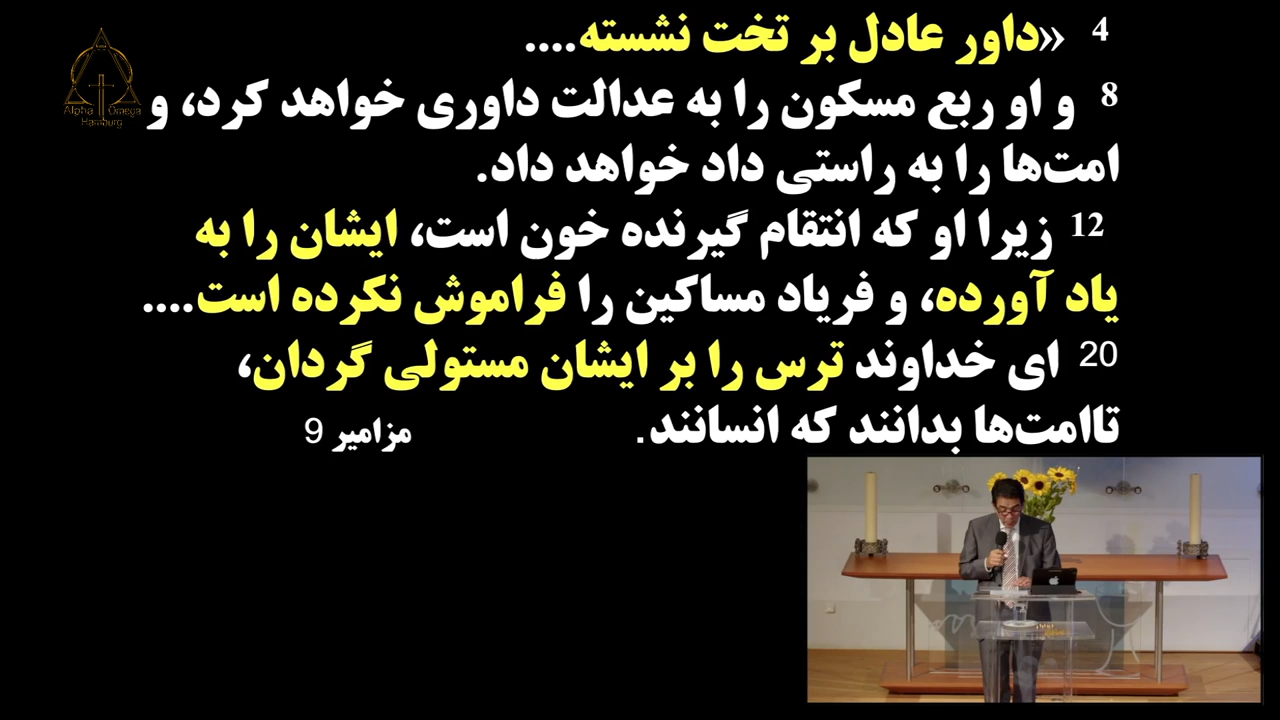 4 «داور عادل بر تخت نشسته....
8 و او ربع مسکون را به عدالت داوری خواهد کرد، و
امت‌ها را به راستی داد خواهد داد.
12 زیرا او که انتقام گیرنده خون است، ایشان را به
یاد آورده، و فریاد مساکین را فراموش نکرده است....
20 ای خداوند ترس را بر ایشان مستولی گردان،
تاامت‌ها بدانند که انسانند.
مزامیر 9
Alpha Omega
Hamburg